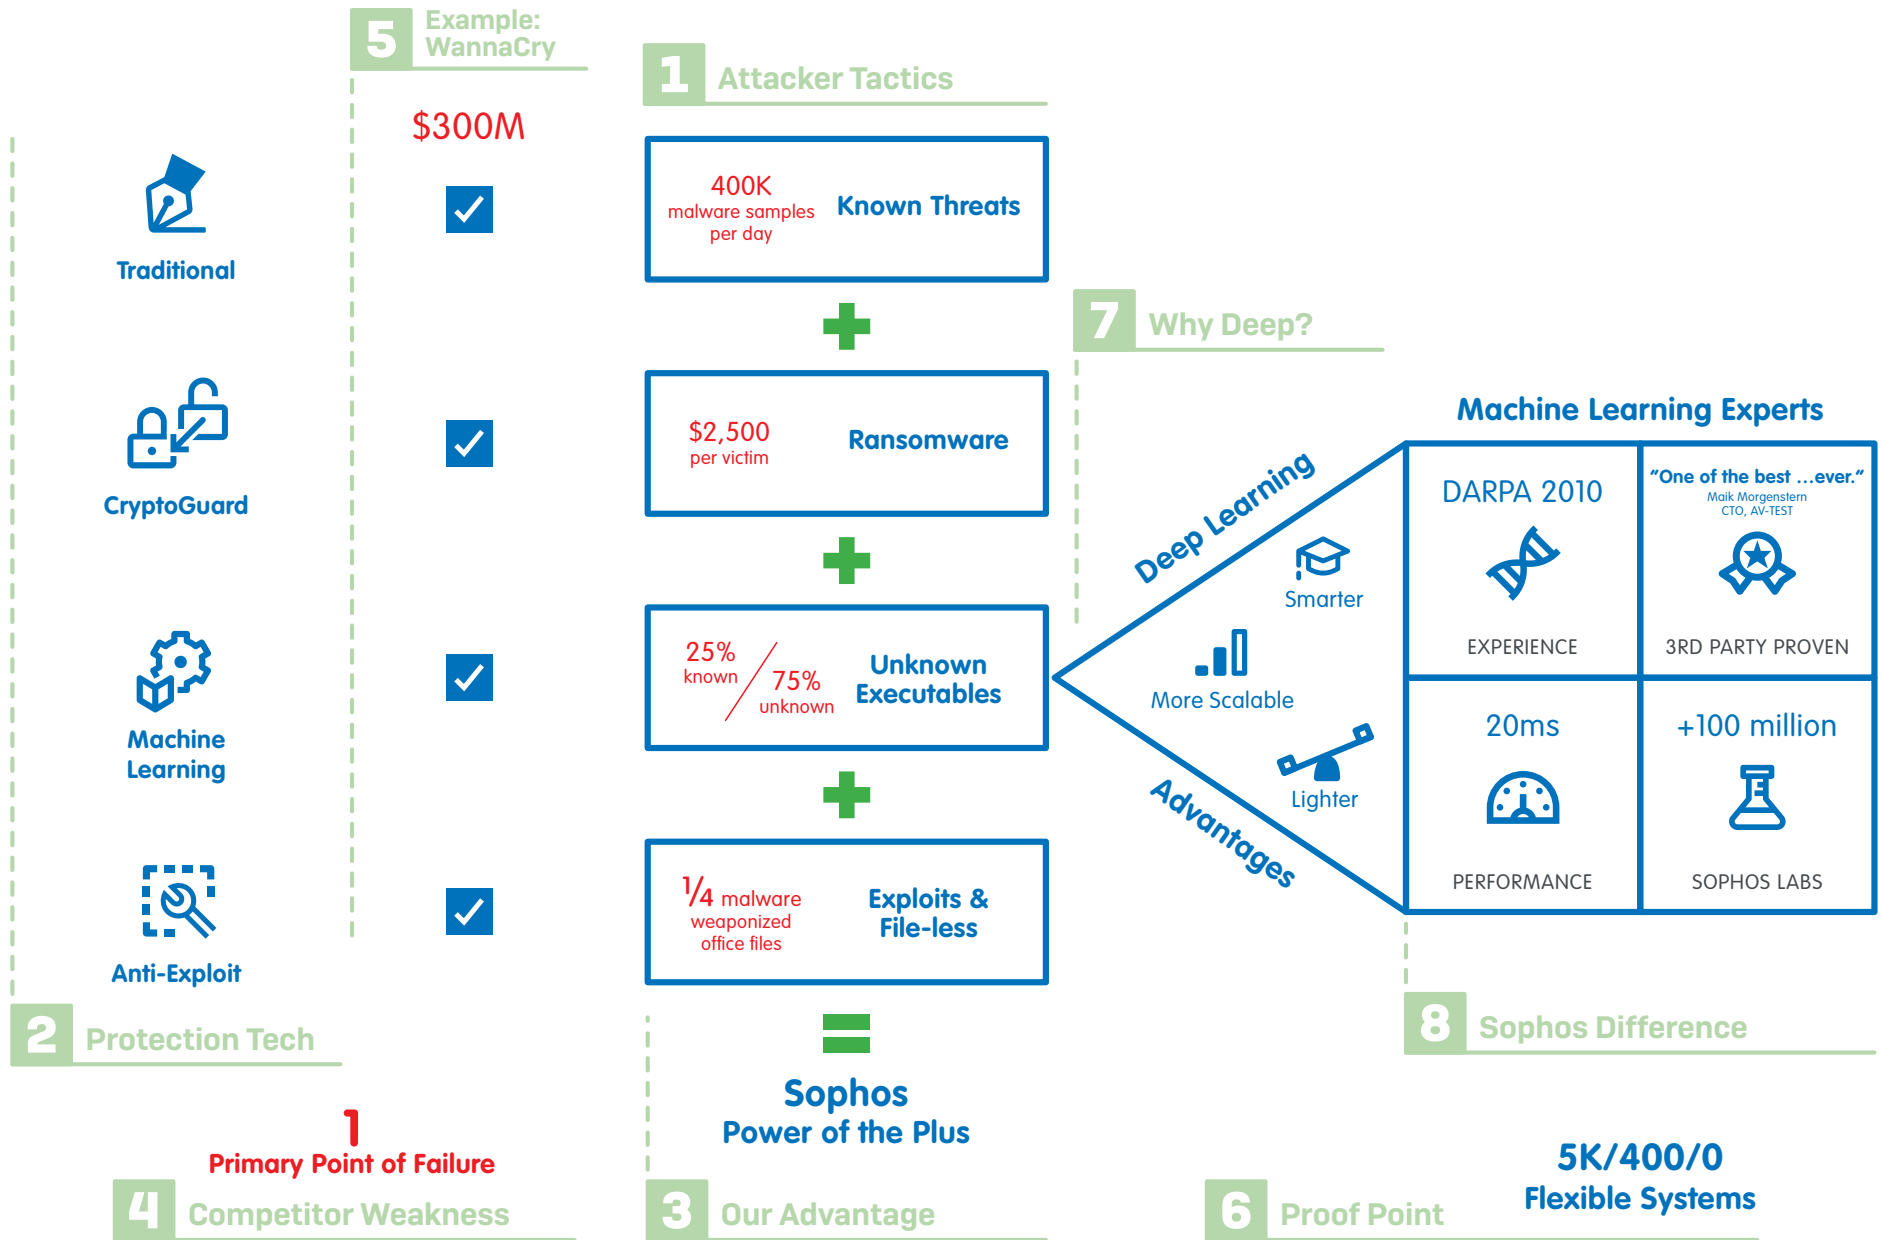 5
Example:
WannaCry
$300M
1
Attacker Tactics
400K
malware samples
per day
Known Threats
Traditional
7
Why Deep?
$2,500
per victim
Ransomware
CryptoGuard
Machine Learning Experts
Deep Learning
Smarter
More Scalable
Lighter
Advantages
DARPA 2010
EXPERIENCE
"One of the best ...ever."
Maik Morgenstern
CTO, AV-TEST
3RD PARTY PROVEN
20ms
PERFORMANCE
+100 million
SOPHOS LABS
25%
known
75%
unknown
Unknown
Executables
Machine
Learning
1/4 malware
weaponized
office files
Exploits &
File-less
Anti-Exploit
2
Protection Tech
8
Sophos Difference
Sophos
Power of the Plus
1
Primary Point of Failure
4
Competitor Weakness
3
Our Advantage
6
Proof Point
5K/400/0
Flexible Systems